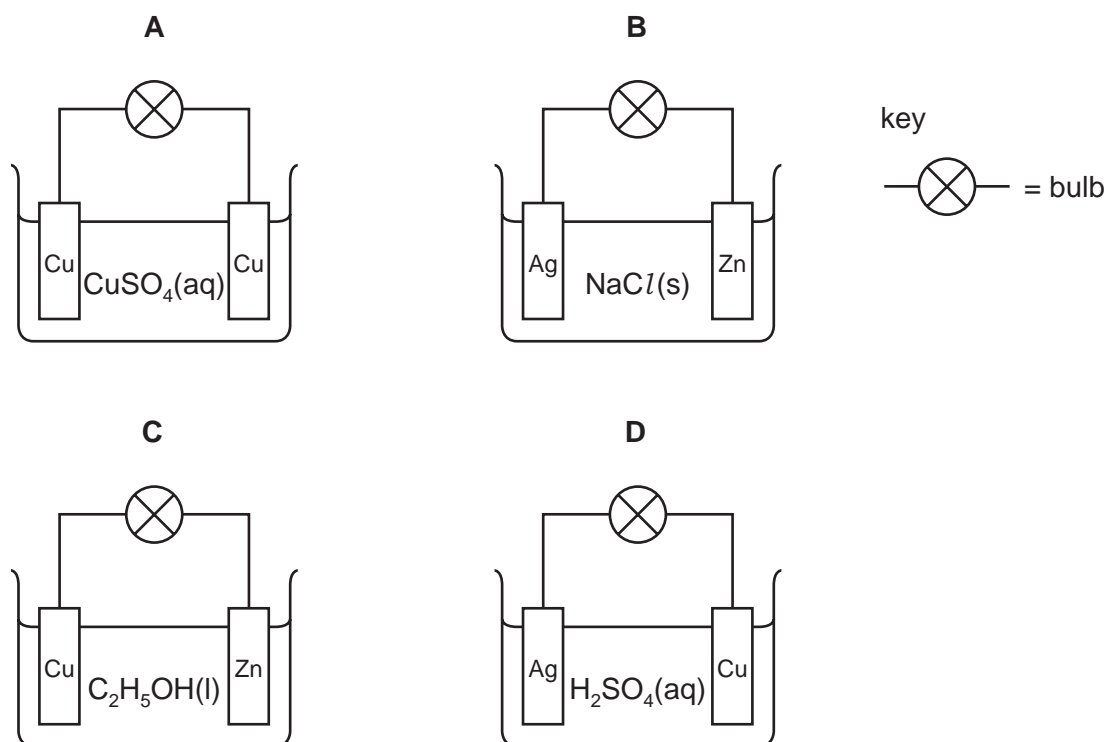 A
B
key
= bulb
Cu
CuSO₄(aq)
Cu
Ag
NaCl(s)
Zn
C
D
Cu
C₂H₅OH(l)
Zn
Ag
H₂SO₄(aq)
Cu